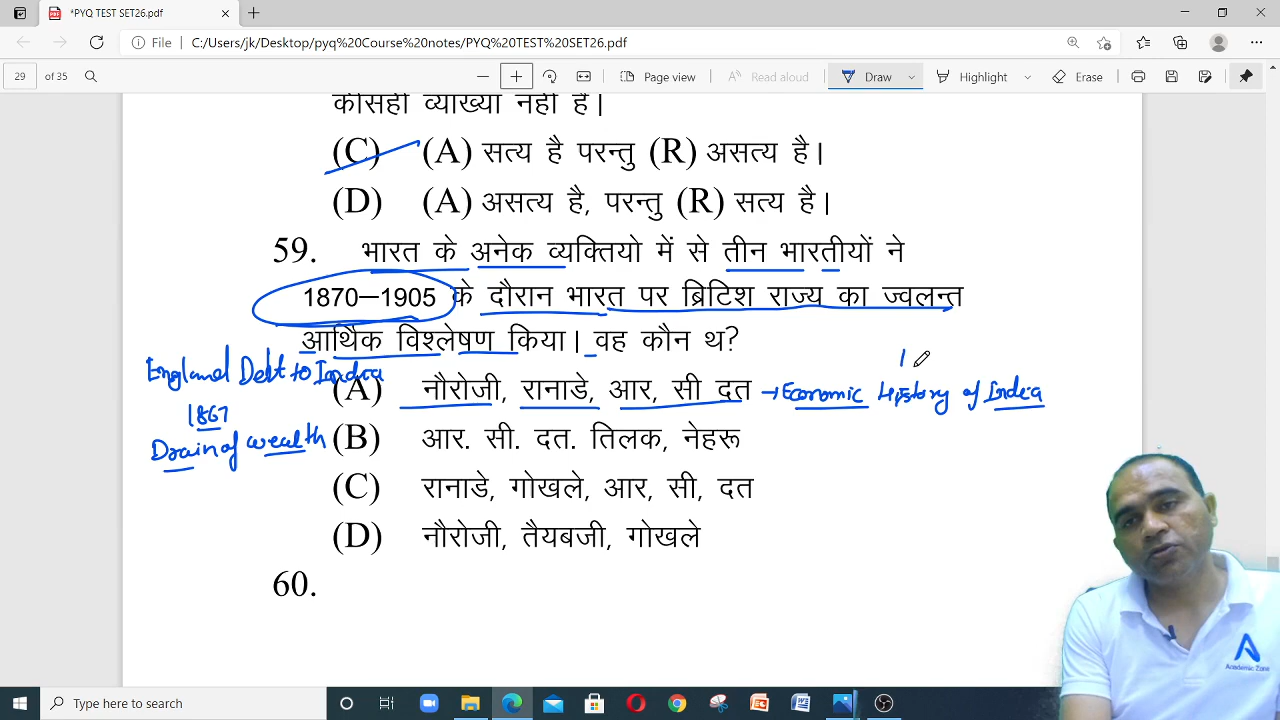 *PYQ TEST SET26.pdf
File C:/Users/jk/Desktop/pyq%20Course%20notes/PYQ%20TEST%20SET26.pdf
29 of 35 Page view Read aloud Draw Highlight Erase
कीसही व्याख्या नहीं है।
(C) (A) सत्य है परन्तु (R) असत्य है।
(D) (A) असत्य है, परन्तु (R) सत्य है।
59. भारत के अनेक व्यक्तियो में से तीन भारतीयों ने
1870–1905 के दौरान भारत पर ब्रिटिश राज्य का ज्वलन्त
आर्थिक विश्लेषण किया। वह कौन थ?
England Debt to India
(A) नौरोजी, रानाडे, आर, सी दत → Economic History of India
1867
Drain of wealth
(B) आर. सी. दत. तिलक, नेहरू
(C) रानाडे, गोखले, आर, सी, दत
(D) नौरोजी, तैयबजी, गोखले
60.
Academic Zone
Type here to search